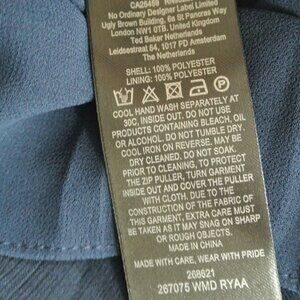 CA26459
No Ordinary Designer Label Limited
Ugly Brown Building, 6s St Pancras Way
London NW1 0TB. United Kingdom
Ted Baker Netherlands
Leidsestraat 64, 1017 PD Amsterdam
The Netherlands
SHELL: 100% POLYESTER
LINING: 100% POLYESTER
COOL HAND WASH SEPARATELY AT
30C, INSIDE OUT. DO NOT USE
PRODUCTS CONTAINING BLEACH, OIL
OR ALCOHOL. DO NOT TUMBLE DRY.
COOL IRON ON REVERSE. MAY BE
DRY CLEANED. DO NOT SOAK.
PRIOR TO CLEANING, TO PROTECT
THE ZIP PULLER, TURN GARMENT
INSIDE OUT AND COVER THE PULLER
WITH CLOTH. DUE TO THE
CONSTRUCTION OF THE FABRIC OF
THIS GARMENT, EXTRA CARE MUST
BE TAKEN AS TO NOT SNAG ON SHARP
OR ROUGH OBJECTS.
MADE IN CHINA
MADE WITH CARE, WEAR WITH PRIDE
268621
267075 WMD RYAA